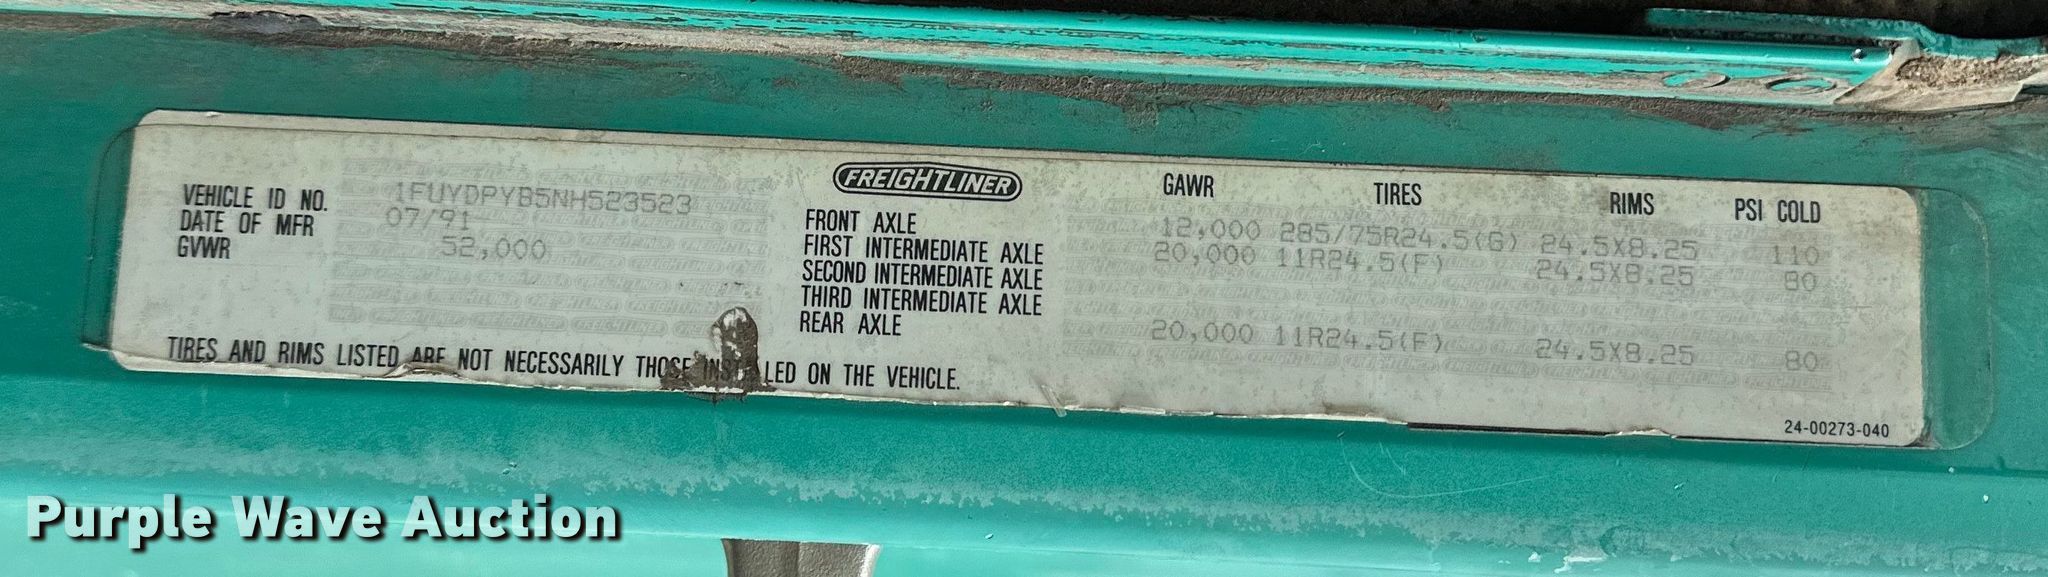 FREIGHTLINER
VEHICLE ID NO. 1FUYDPYB5NH523523
DATE OF MFR 07/91
GVWR 52,000
GAWR TIRES RIMS PSI COLD
FRONT AXLE 12,000 285/75R24.5(G) 24.5X8.25 110
FIRST INTERMEDIATE AXLE 20,000 11R24.5(F) 24.5X8.25 80
SECOND INTERMEDIATE AXLE
THIRD INTERMEDIATE AXLE
REAR AXLE 20,000 11R24.5(F) 24.5X8.25 80
TIRES AND RIMS LISTED ARE NOT NECESSARILY THOSE INSTALLED ON THE VEHICLE.
24-00273-040
Purple Wave Auction